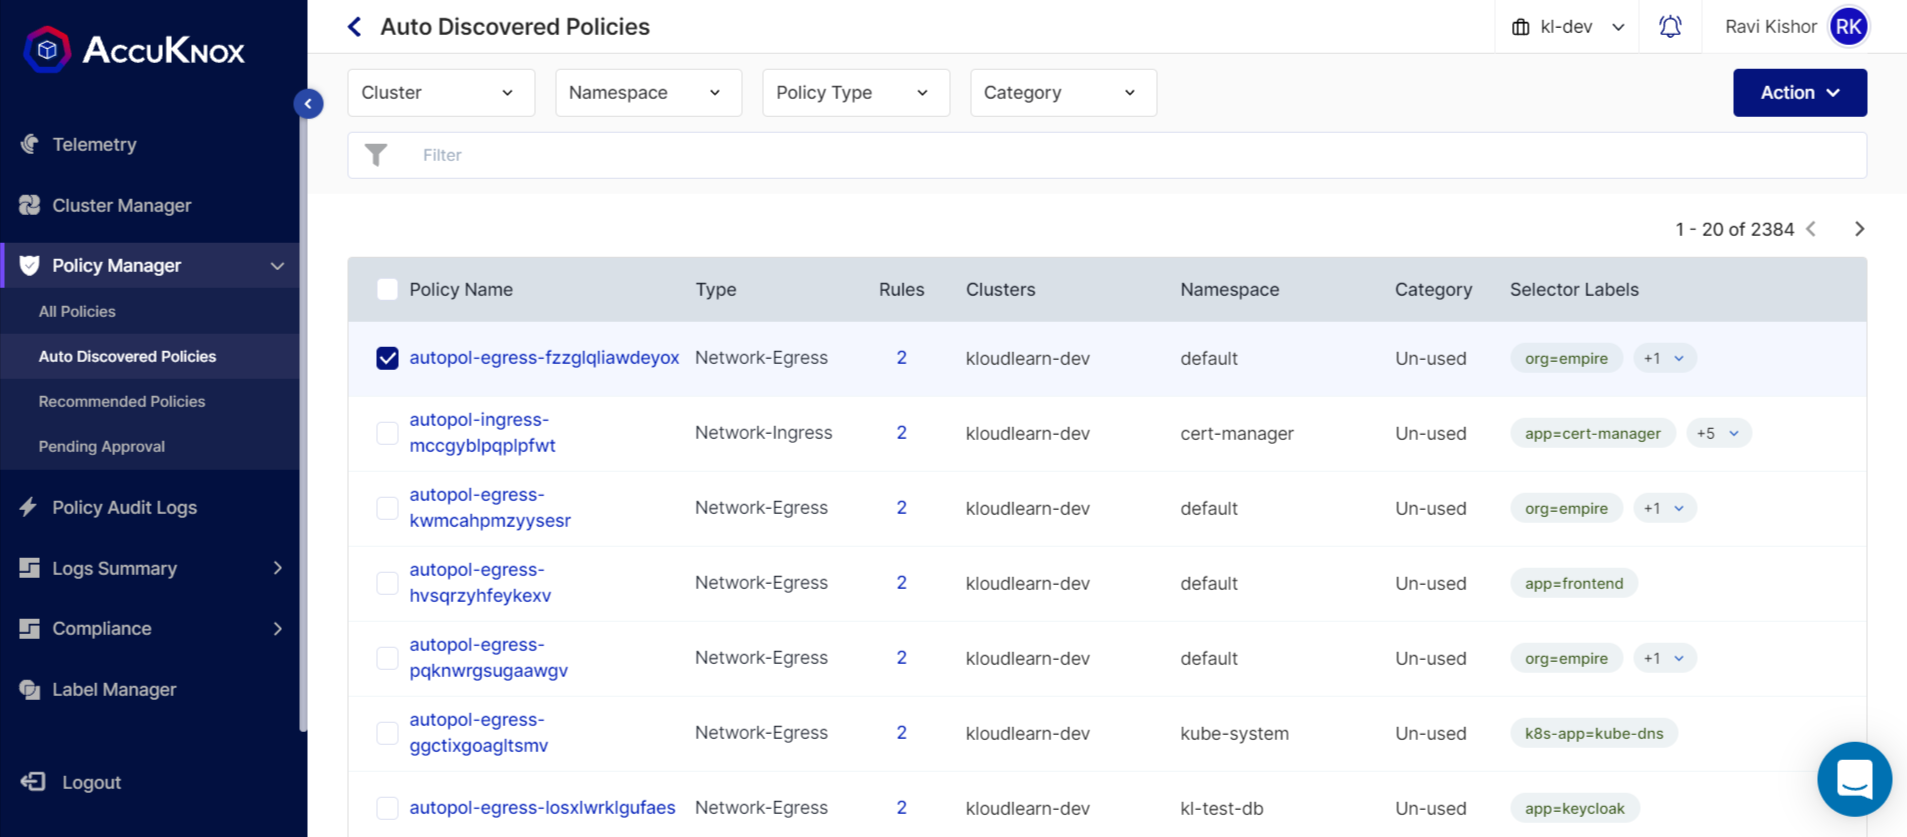 AccuKnox
Telemetry
Cluster Manager
Policy Manager
All Policies
Auto Discovered Policies
Recommended Policies
Pending Approval
Policy Audit Logs
Logs Summary
Compliance
Label Manager
Logout
Auto Discovered Policies
kl-dev
Ravi Kishor RK
Cluster Namespace Policy Type Category Action
Filter
1 - 20 of 2384
Policy Name Type Rules Clusters Namespace Category Selector Labels
autopol-egress-fzzglqliawdeyox Network-Egress 2 kloudlearn-dev default Un-used org=empire +1
autopol-ingress-
mccgyblpqplpfwt Network-Ingress 2 kloudlearn-dev cert-manager Un-used app=cert-manager +5
autopol-egress-
kwmcahpmzyysesr Network-Egress 2 kloudlearn-dev default Un-used org=empire +1
autopol-egress-
hvsqrzyhfeykexv Network-Egress 2 kloudlearn-dev default Un-used app=frontend
autopol-egress-
pqknwrgsugaawgv Network-Egress 2 kloudlearn-dev default Un-used org=empire +1
autopol-egress-
ggctixgoagltsmv Network-Egress 2 kloudlearn-dev kube-system Un-used k8s-app=kube-dns
autopol-egress-losxlwrklgufaes Network-Egress 2 kloudlearn-dev kl-test-db Un-used app=keycloak